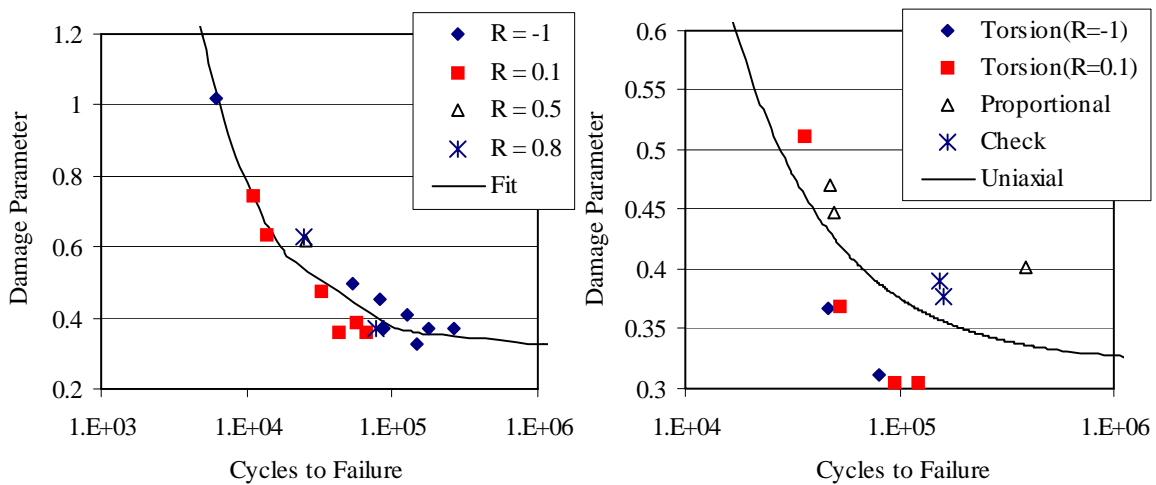 Damage Parameter
1.2
1
0.8
0.6
0.4
0.2
1.E+03
1.E+04
1.E+05
1.E+06
Cycles to Failure
R = -1
R = 0.1
R = 0.5
R = 0.8
Fit
Damage Parameter
0.6
0.55
0.5
0.45
0.4
0.35
0.3
1.E+04
1.E+05
1.E+06
Cycles to Failure
Torsion(R=-1)
Torsion(R=0.1)
Proportional
Check
Uniaxial